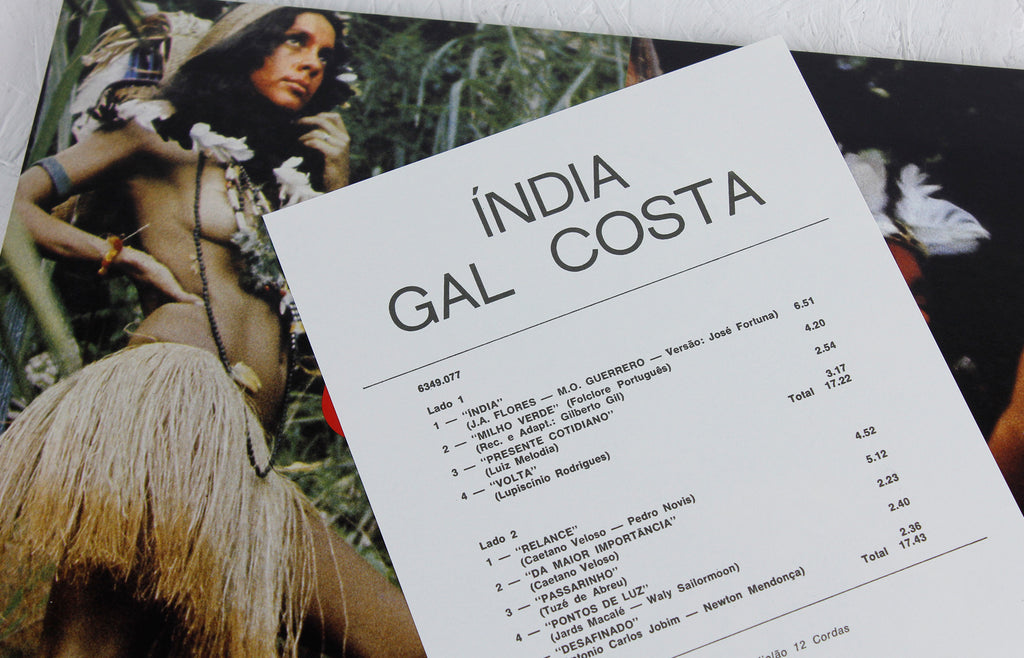 ÍNDIA
GAL COSTA
6349.077
Lado 1
1 — "ÍNDIA" 6.51
(J.A. FLORES — M.O. GUERRERO — Versão: José Fortuna)
2 — "MILHO VERDE" (Folclore Português) 4.20
(Rec. e Adapt.: Gilberto Gil)
3 — "PRESENTE COTIDIANO" 2.54
(Luiz Melodia)
4 — "VOLTA" 3.17
(Lupiscínio Rodrigues)
Total 17.22
Lado 2
1 — "RELANCE" 4.52
(Caetano Veloso — Pedro Novis)
2 — "DA MAIOR IMPORTÂNCIA" 5.12
(Caetano Veloso)
3 — "PASSARINHO" 2.23
(Tuzé de Abreu)
4 — "PONTOS DE LUZ" 2.40
(Jards Macalé — Waly Sailormoon)
"DESAFINADO" 2.36
Carlos Jobim — Newton Mendonça)
Total 17.43
12 Cordas